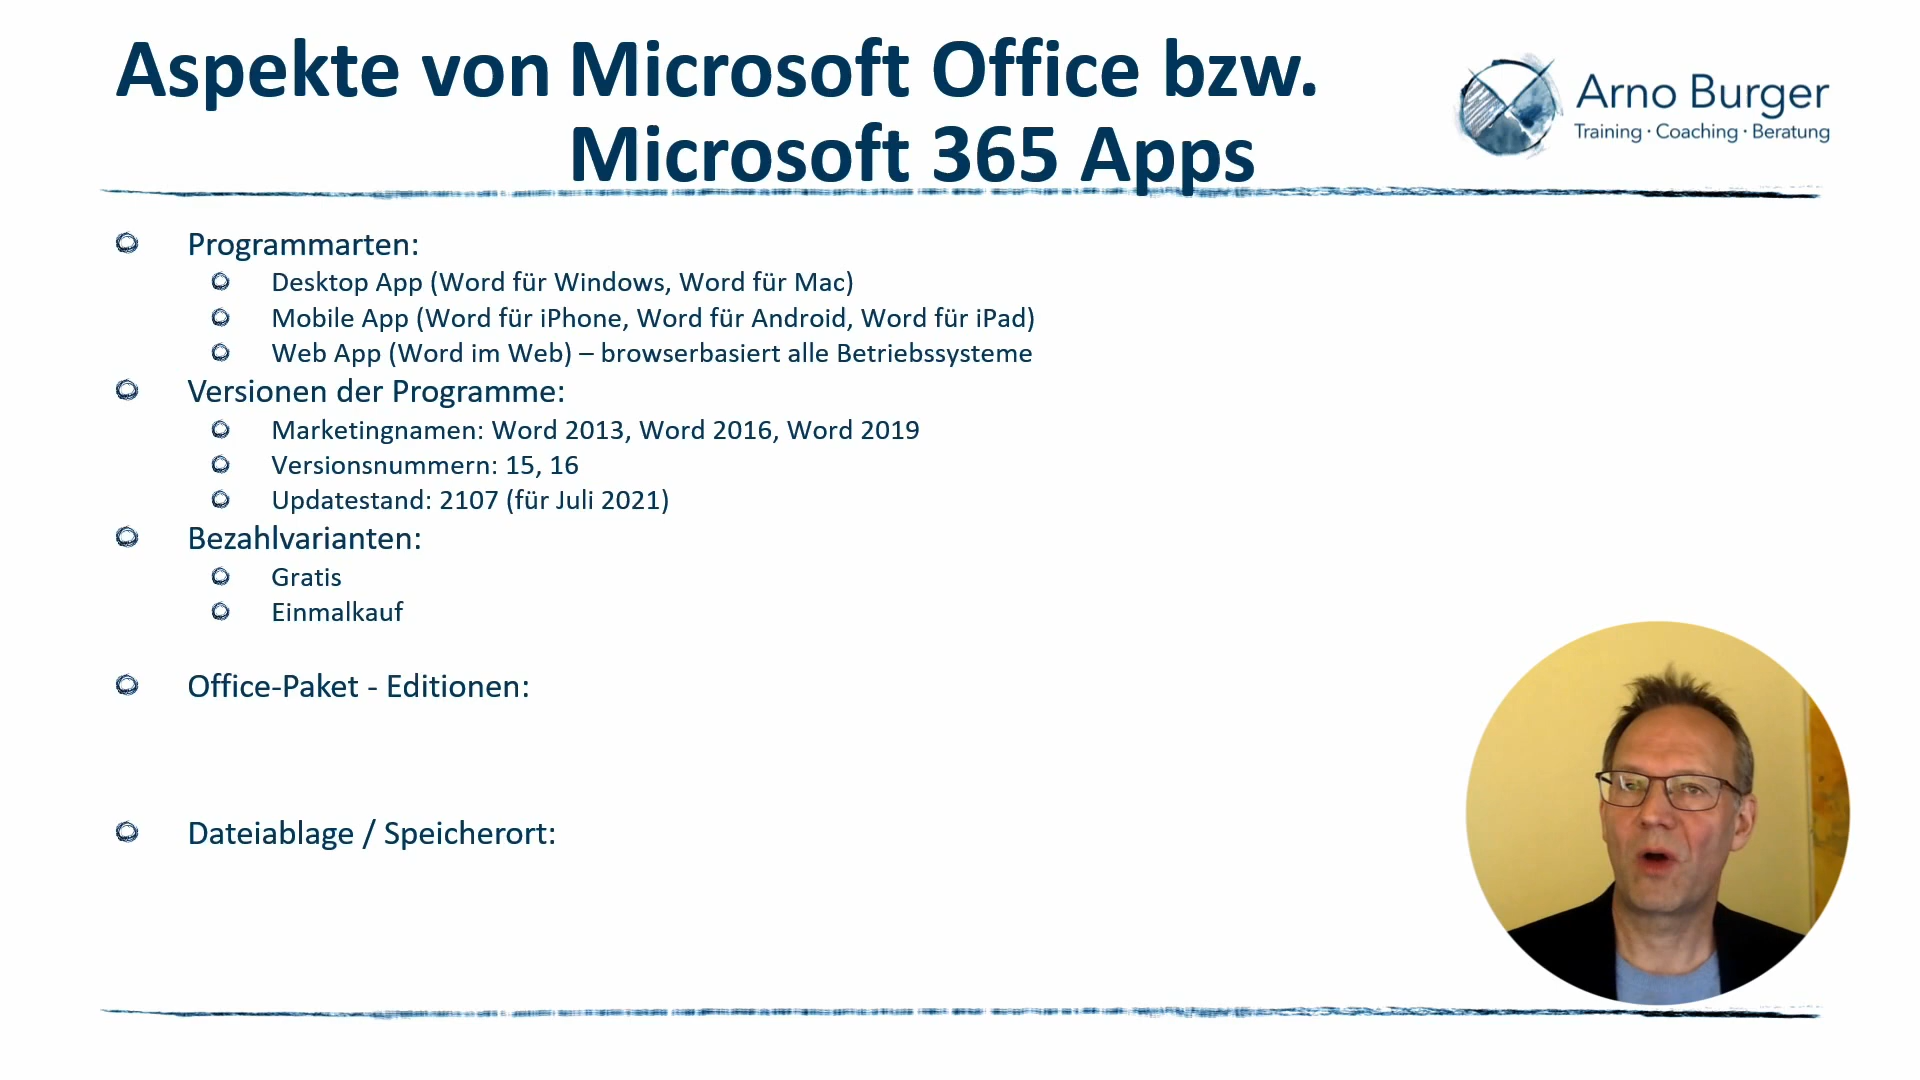 Aspekte von Microsoft Office bzw.
Microsoft 365 Apps
Arno Burger
Training · Coaching · Beratung
Programmarten:
Desktop App (Word für Windows, Word für Mac)
Mobile App (Word für iPhone, Word für Android, Word für iPad)
Web App (Word im Web) – browserbasiert alle Betriebssysteme
Versionen der Programme:
Marketingnamen: Word 2013, Word 2016, Word 2019
Versionsnummern: 15, 16
Updatestand: 2107 (für Juli 2021)
Bezahlvarianten:
Gratis
Einmalkauf
Office-Paket - Editionen:
Dateiablage / Speicherort: